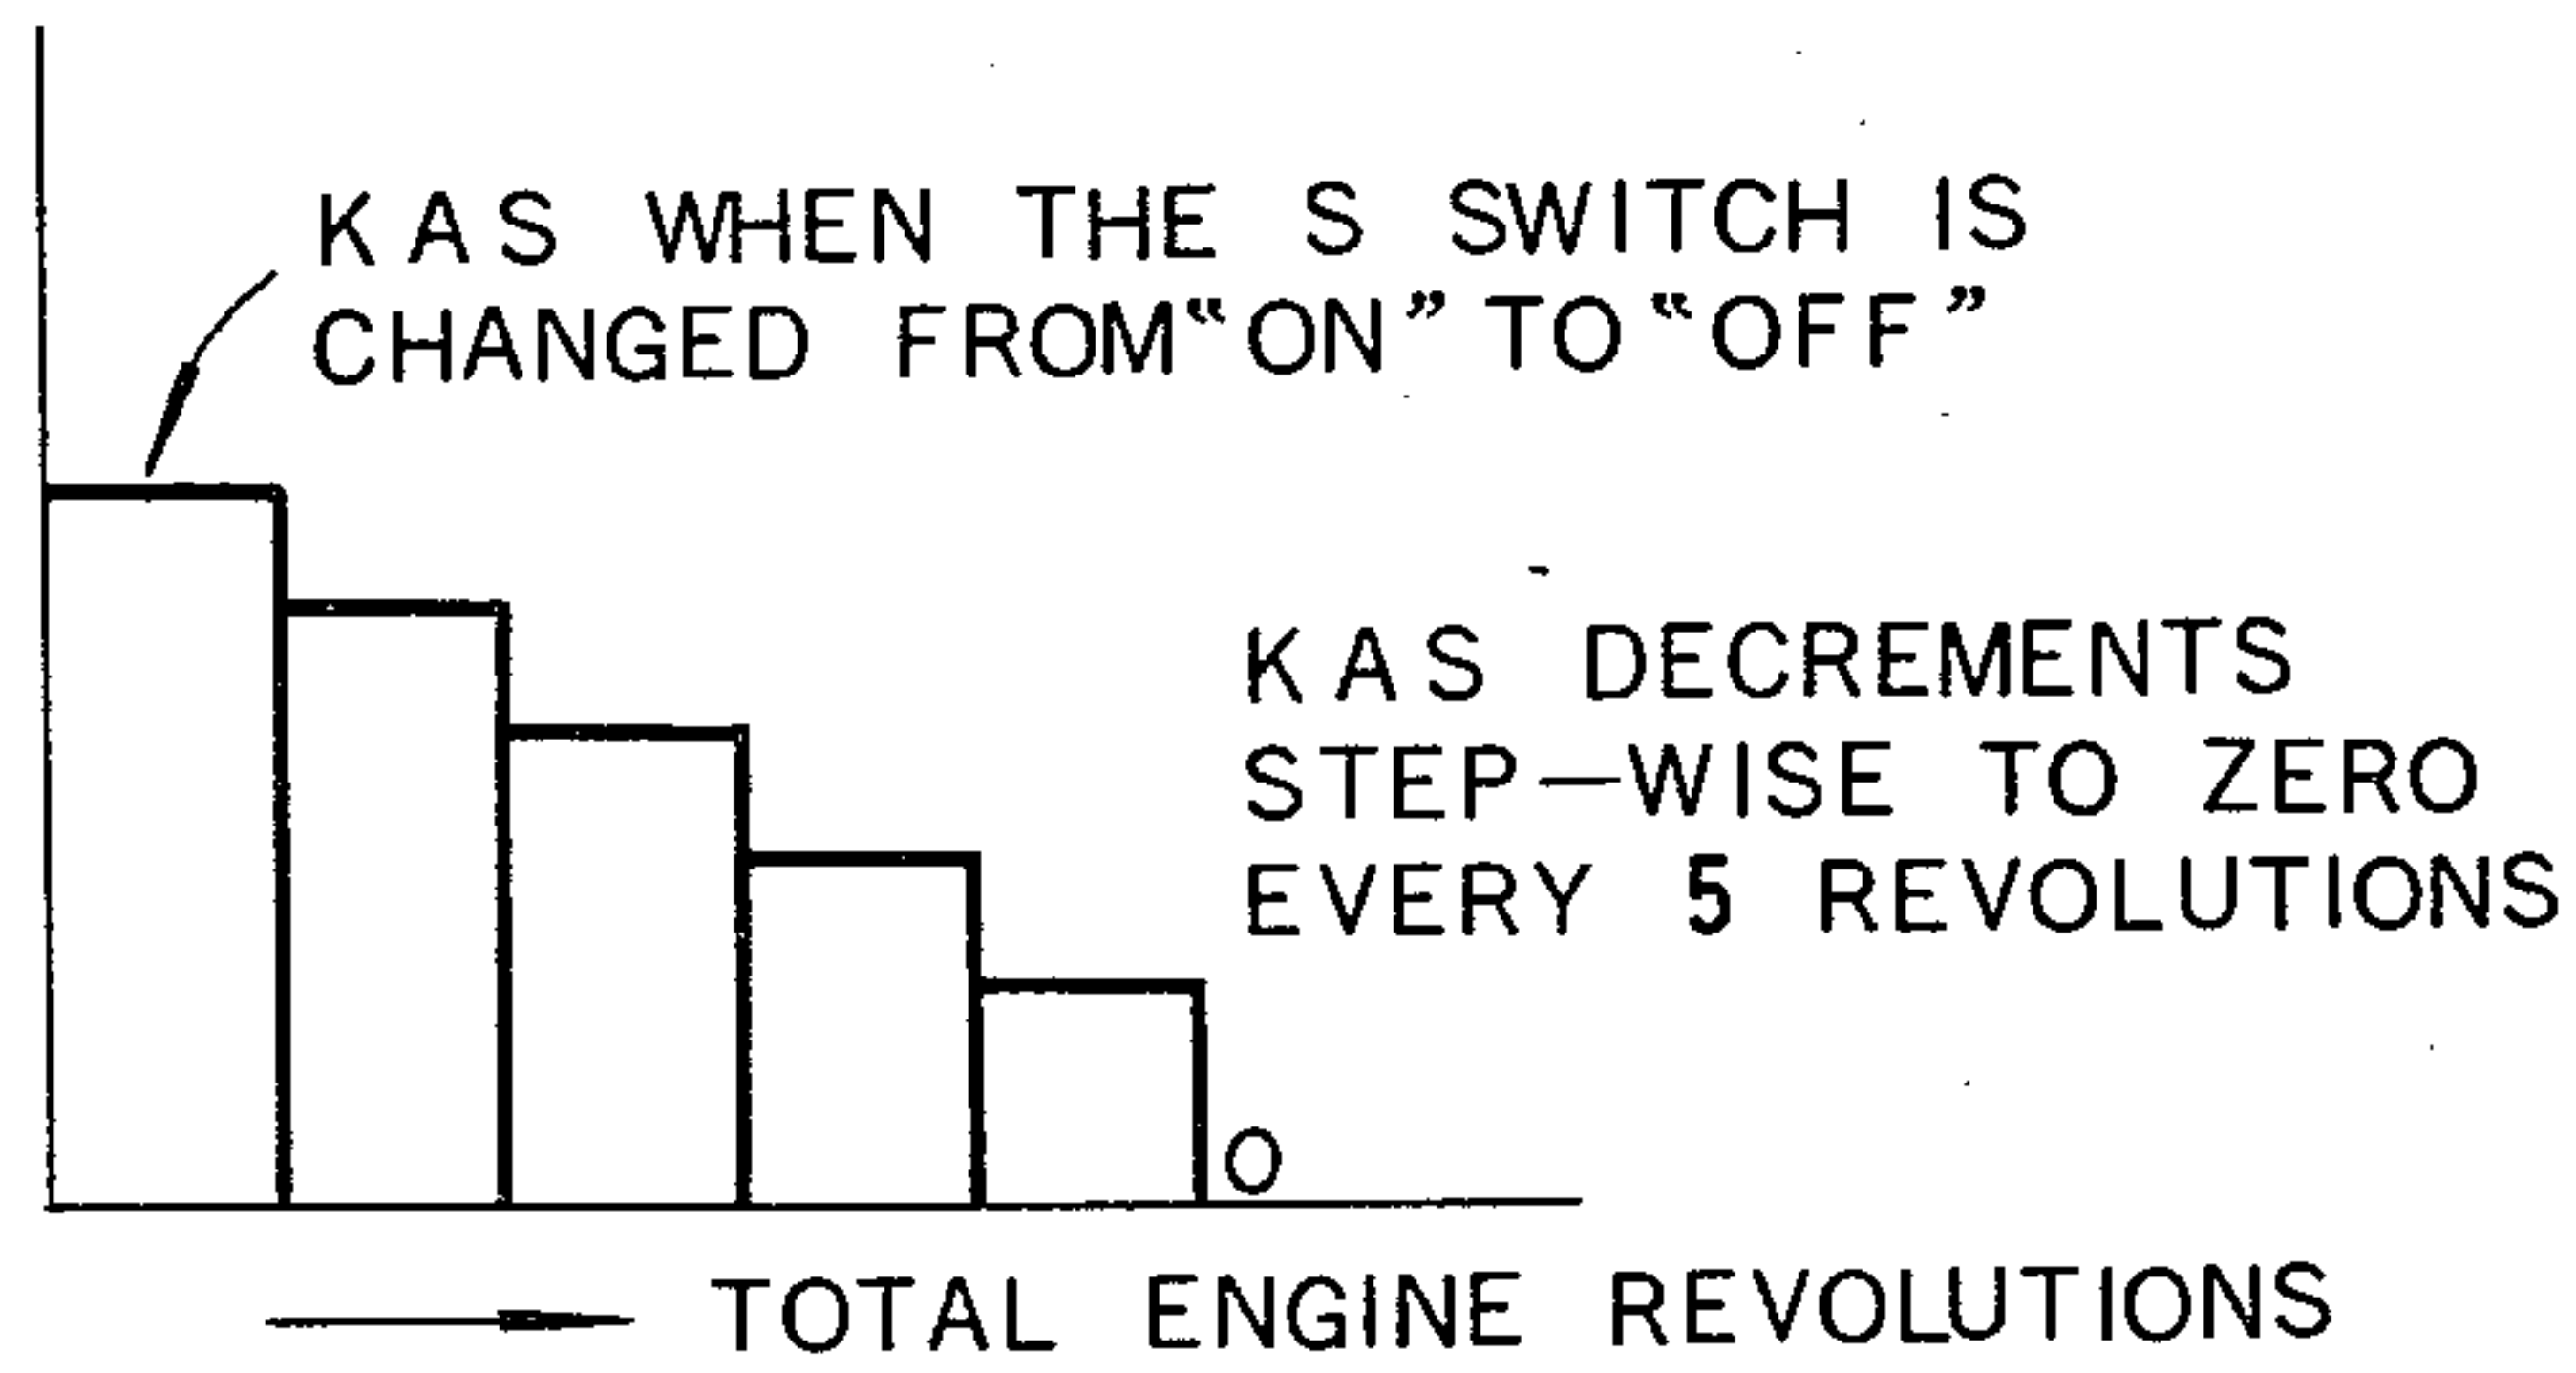 KAS WHEN THE S SWITCH IS
CHANGED FROM “ON” TO “OFF”
KAS DECREMENTS
STEP-WISE TO ZERO
EVERY 5 REVOLUTIONS
0
TOTAL ENGINE REVOLUTIONS